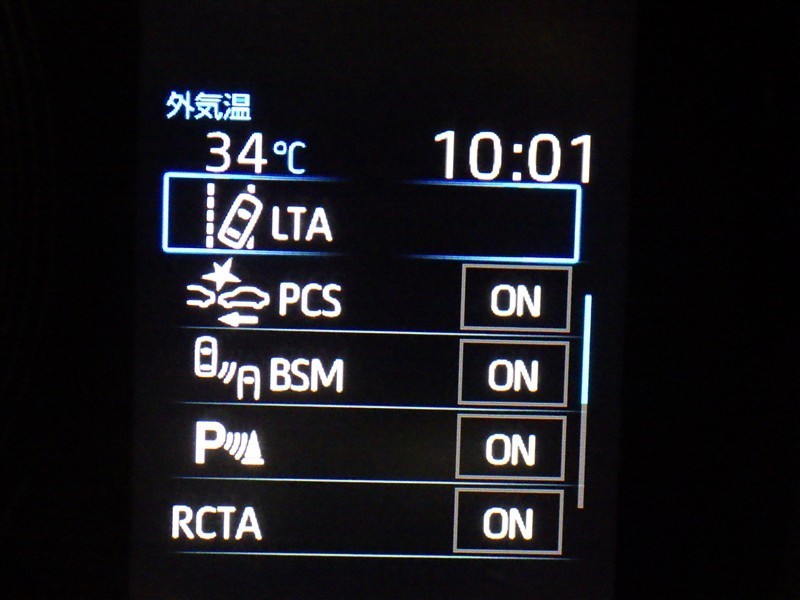 外気温
34℃ 10:01
LTA
PCS ON
BSM ON
P ON
RCTA ON